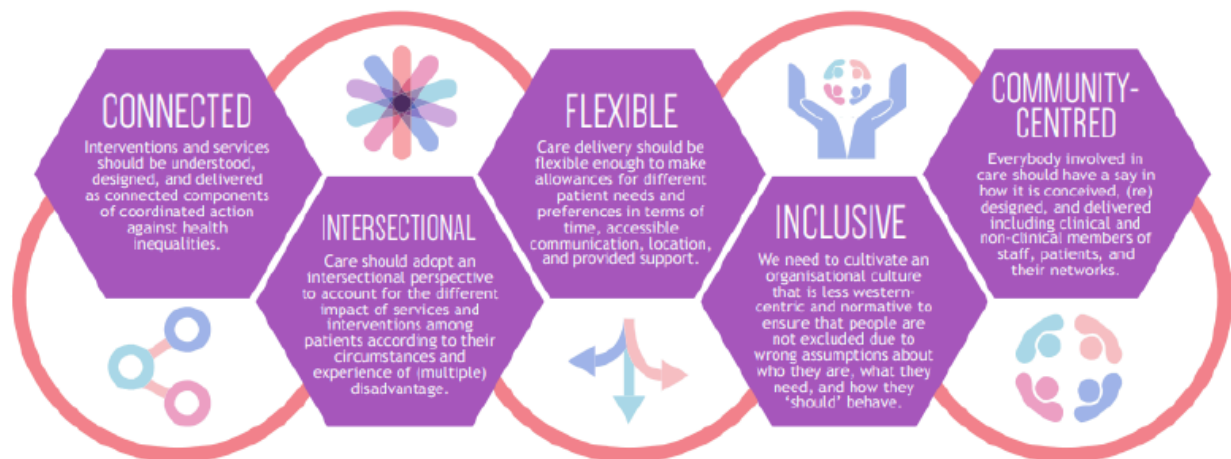 CONNECTED
Interventions and services
should be understood,
designed, and delivered
as connected components
of coordinated action
against health
inequalities.
INTERSECTIONAL
Care should adopt an
intersectional perspective
to account for the different
impact of services and
interventions among
patients according to their
circumstances and
experience of (multiple)
disadvantage.
FLEXIBLE
Care delivery should be
flexible enough to make
allowances for different
patient needs and
preferences in terms of
time, accessible
communication, location,
and provided support.
INCLUSIVE
We need to cultivate an
organisational culture
that is less western-
centric and normative to
ensure that people are
not excluded due to
wrong assumptions about
who they are, what they
need, and how they
‘should’ behave.
COMMUNITY-
CENTRED
Everybody involved in
care should have a say in
how it is conceived, (re)
designed, and delivered
including clinical and
non-clinical members of
staff, patients, and
their networks.